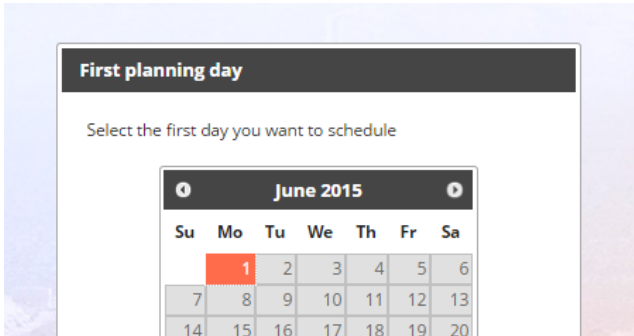 First planning day
Select the first day you want to schedule
June 2015
Su Mo Tu We Th Fr Sa
1 2 3 4 5 6
7 8 9 10 11 12 13
14 15 16 17 18 19 20